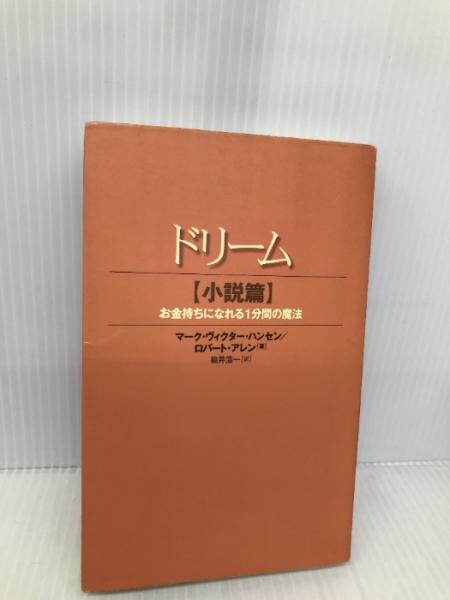 ドリーム
【小説篇】
お金持ちになれる1分間の魔法
マーク・ヴィクター・ハンセン/
ロバート・アレン[著]
楡井浩一[訳]